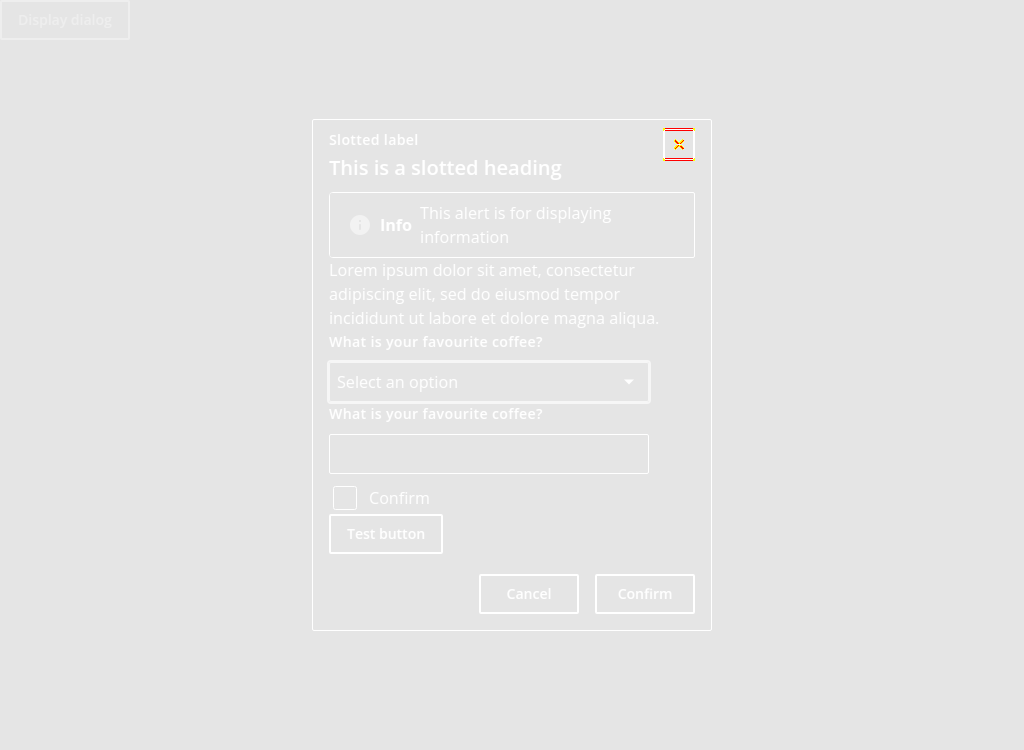 Display dialog
Slotted label
This is a slotted heading
Info
This alert is for displaying
information
Lorem ipsum dolor sit amet, consectetur
adipiscing elit, sed do eiusmod tempor
incididunt ut labore et dolore magna aliqua.
What is your favourite coffee?
Select an option
What is your favourite coffee?
Confirm
Test button
Cancel
Confirm